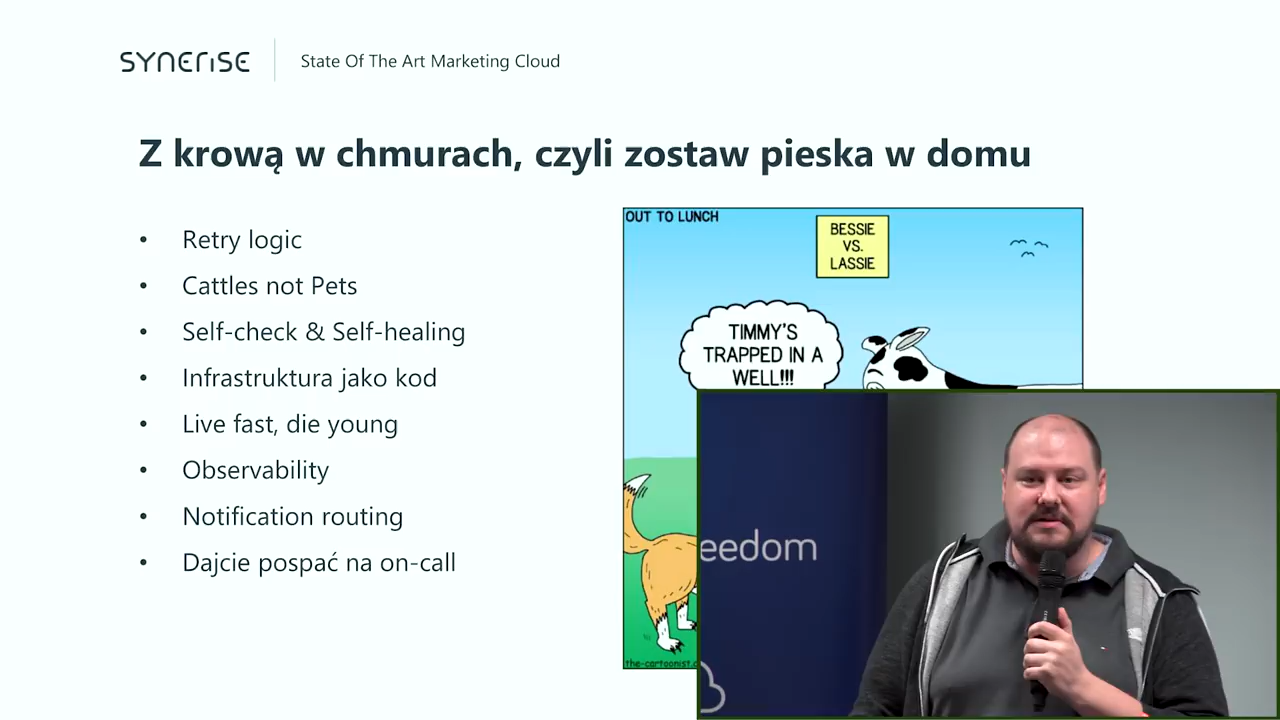 SYNERISE
State Of The Art Marketing Cloud
Z krową w chmurach, czyli zostaw pieska w domu
• Retry logic
• Cattles not Pets
• Self-check & Self-healing
• Infrastruktura jako kod
• Live fast, die young
• Observability
• Notification routing
• Dajcie pospać na on-call
OUT TO LUNCH
BESSIE
VS.
LASSIE
TIMMY'S
TRAPPED IN A
WELL!!!
the-cartoonist.c
eedom